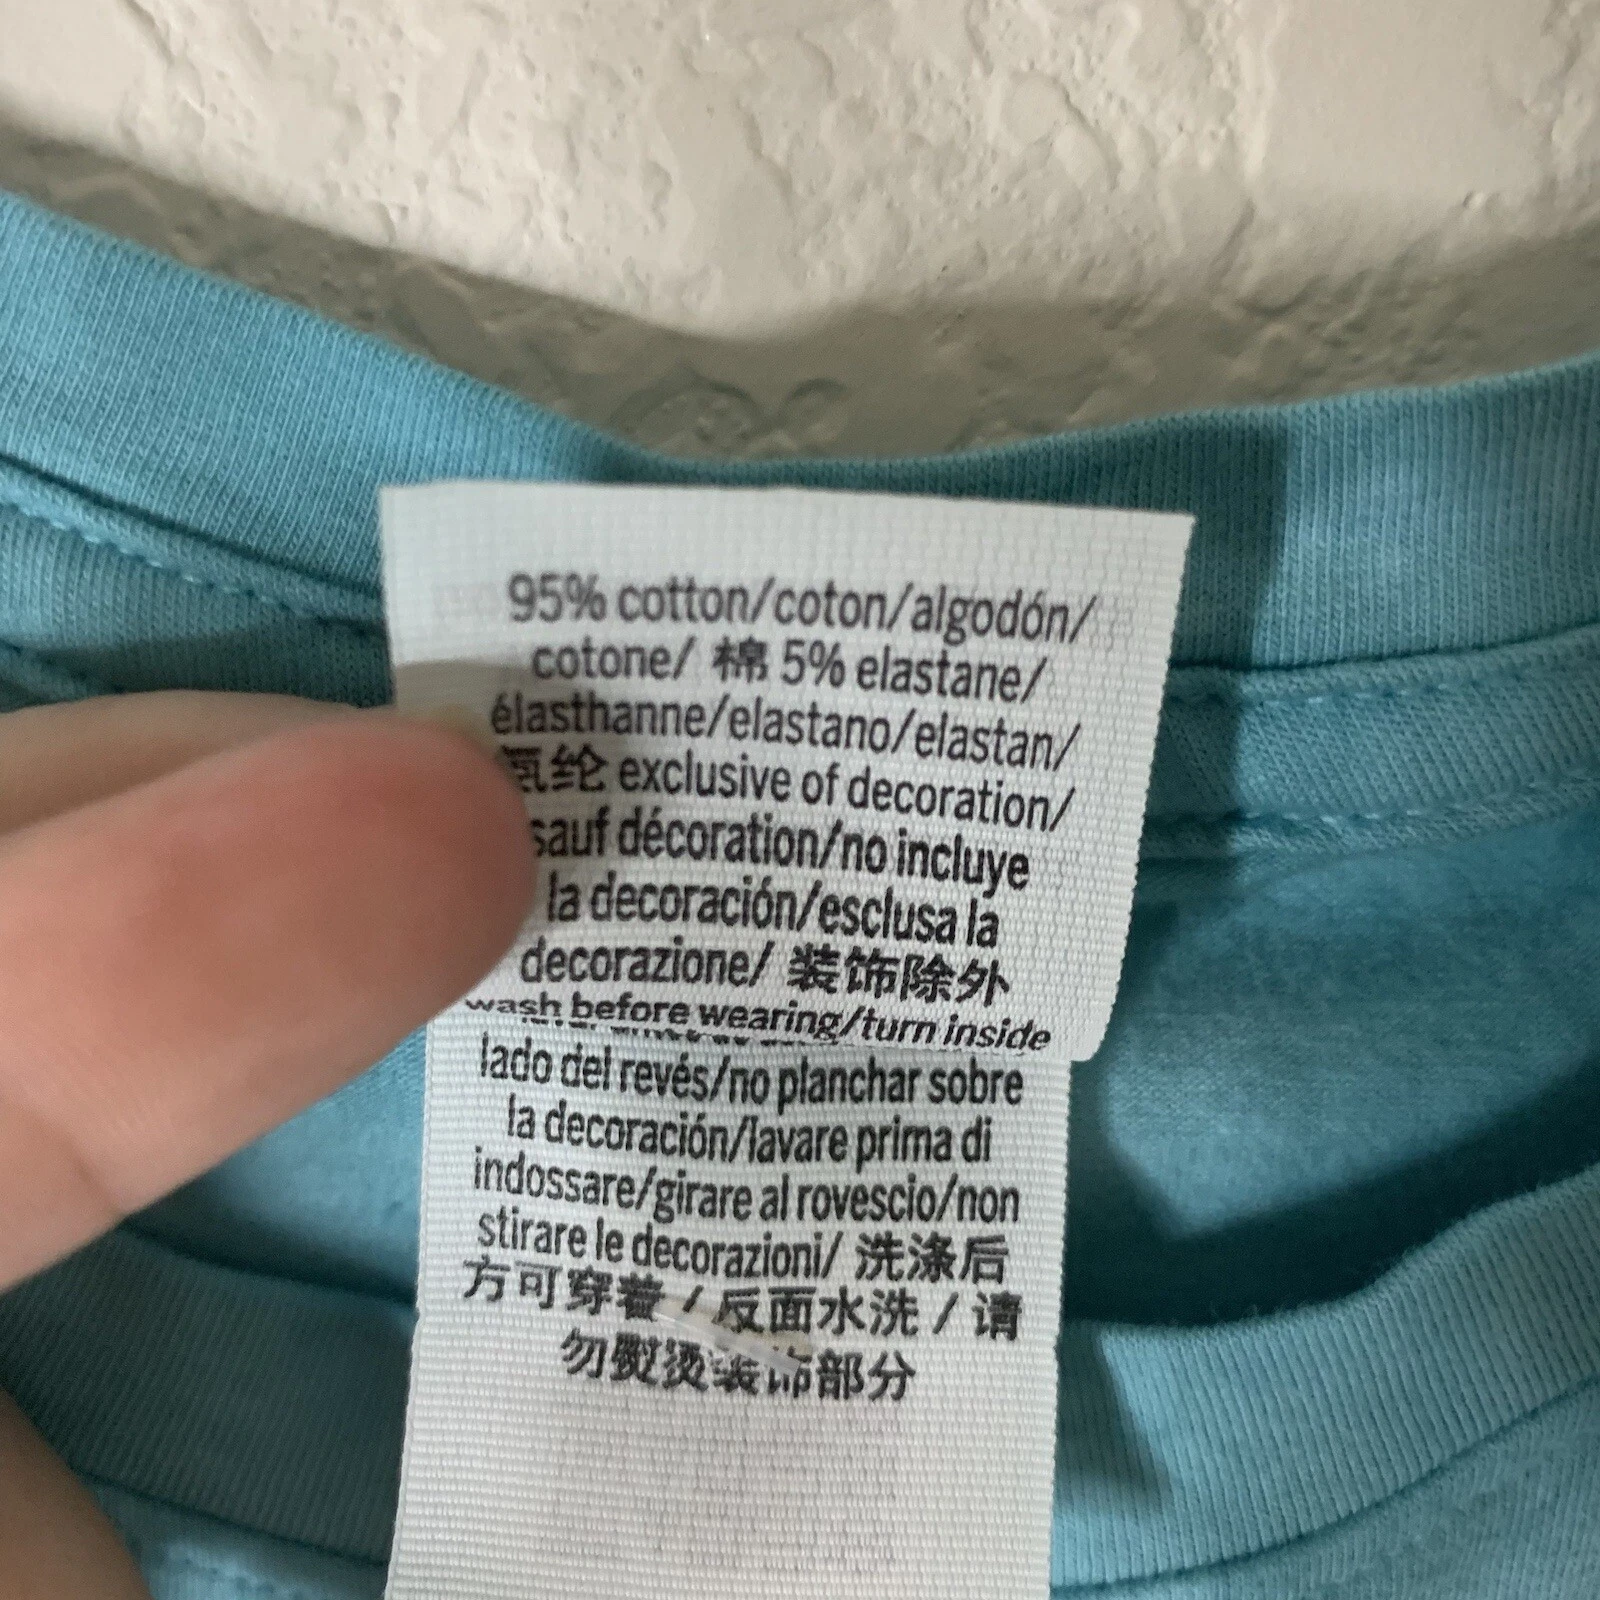 95% cotton/coton/algodón/
cotone/ 棉 5% elastane/
élasthanne/elastano/elastan/
氨纶 exclusive of decoration/
sauf décoration/no incluye
la decoración/esclusa la
decorazione/ 装饰除外
wash before wearing/turn inside
lado del revés/no planchar sobre
la decoración/lavare prima di
indossare/girare al rovescio/non
stirare le decorazioni/ 洗涤后
方可穿着 / 反面水洗 / 请
勿熨烫装饰部分